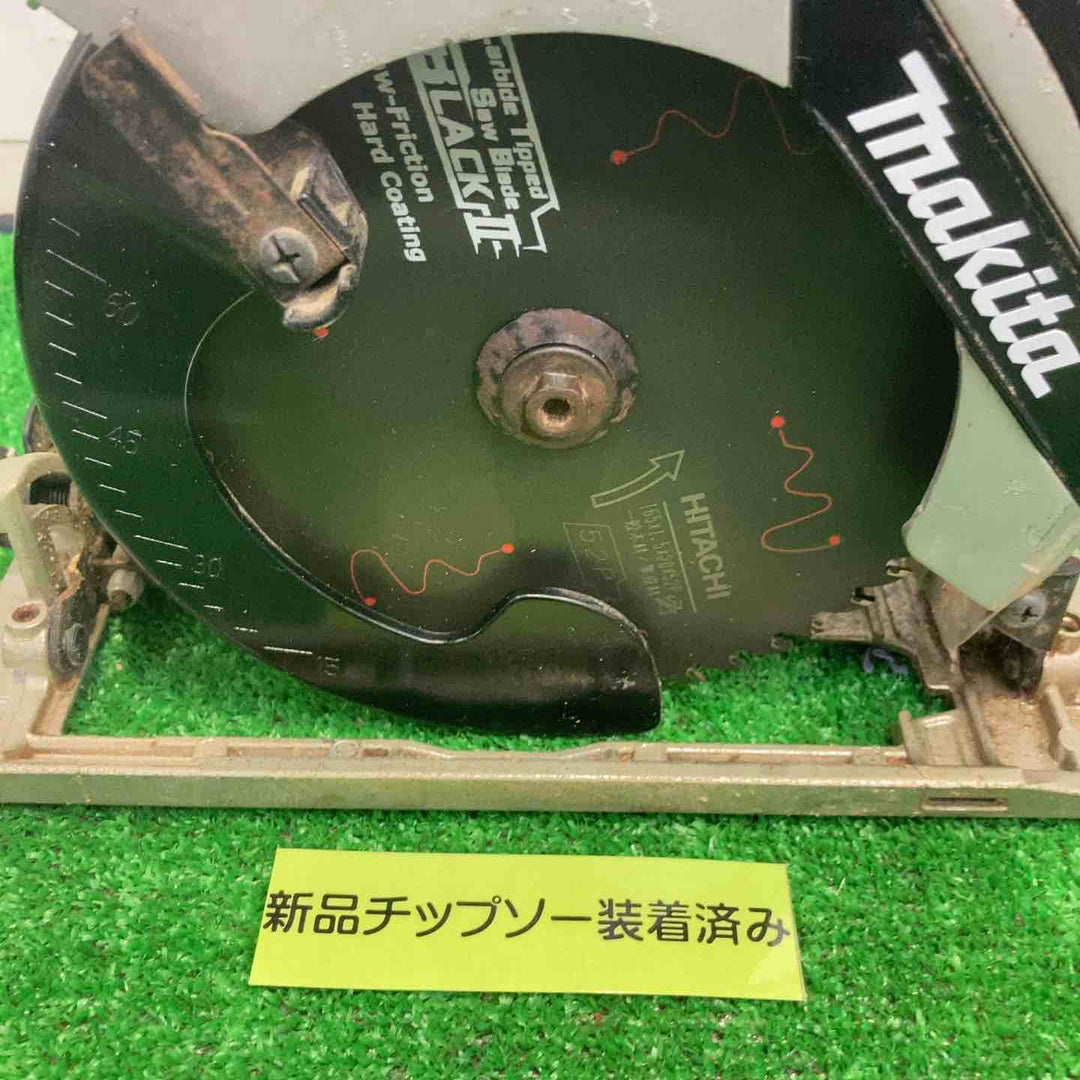 Carbide Tipped
Saw Blade
BLACK II
Low-Friction
Hard Coating
makita
60
45
30
15
HITACHI
52P
新品チップソー装着済み